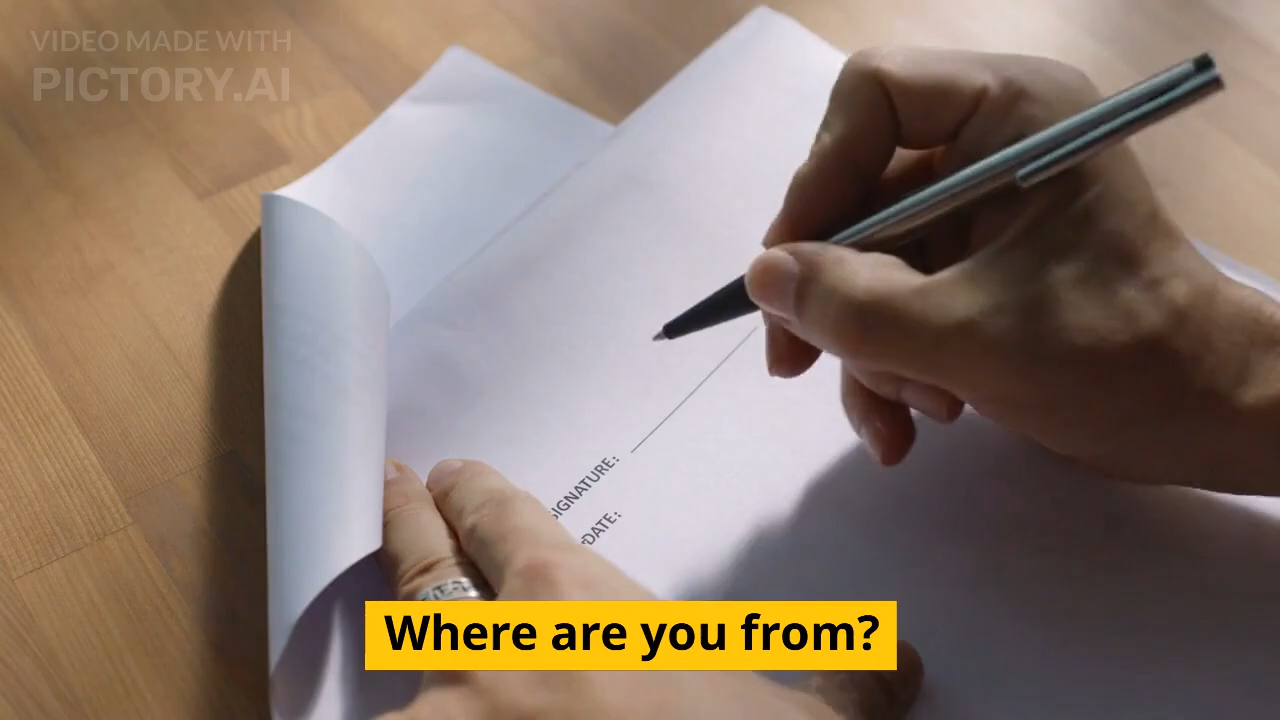 VIDEO MADE WITH
PICTORY.AI
SIGNATURE:
DATE:
Where are you from?